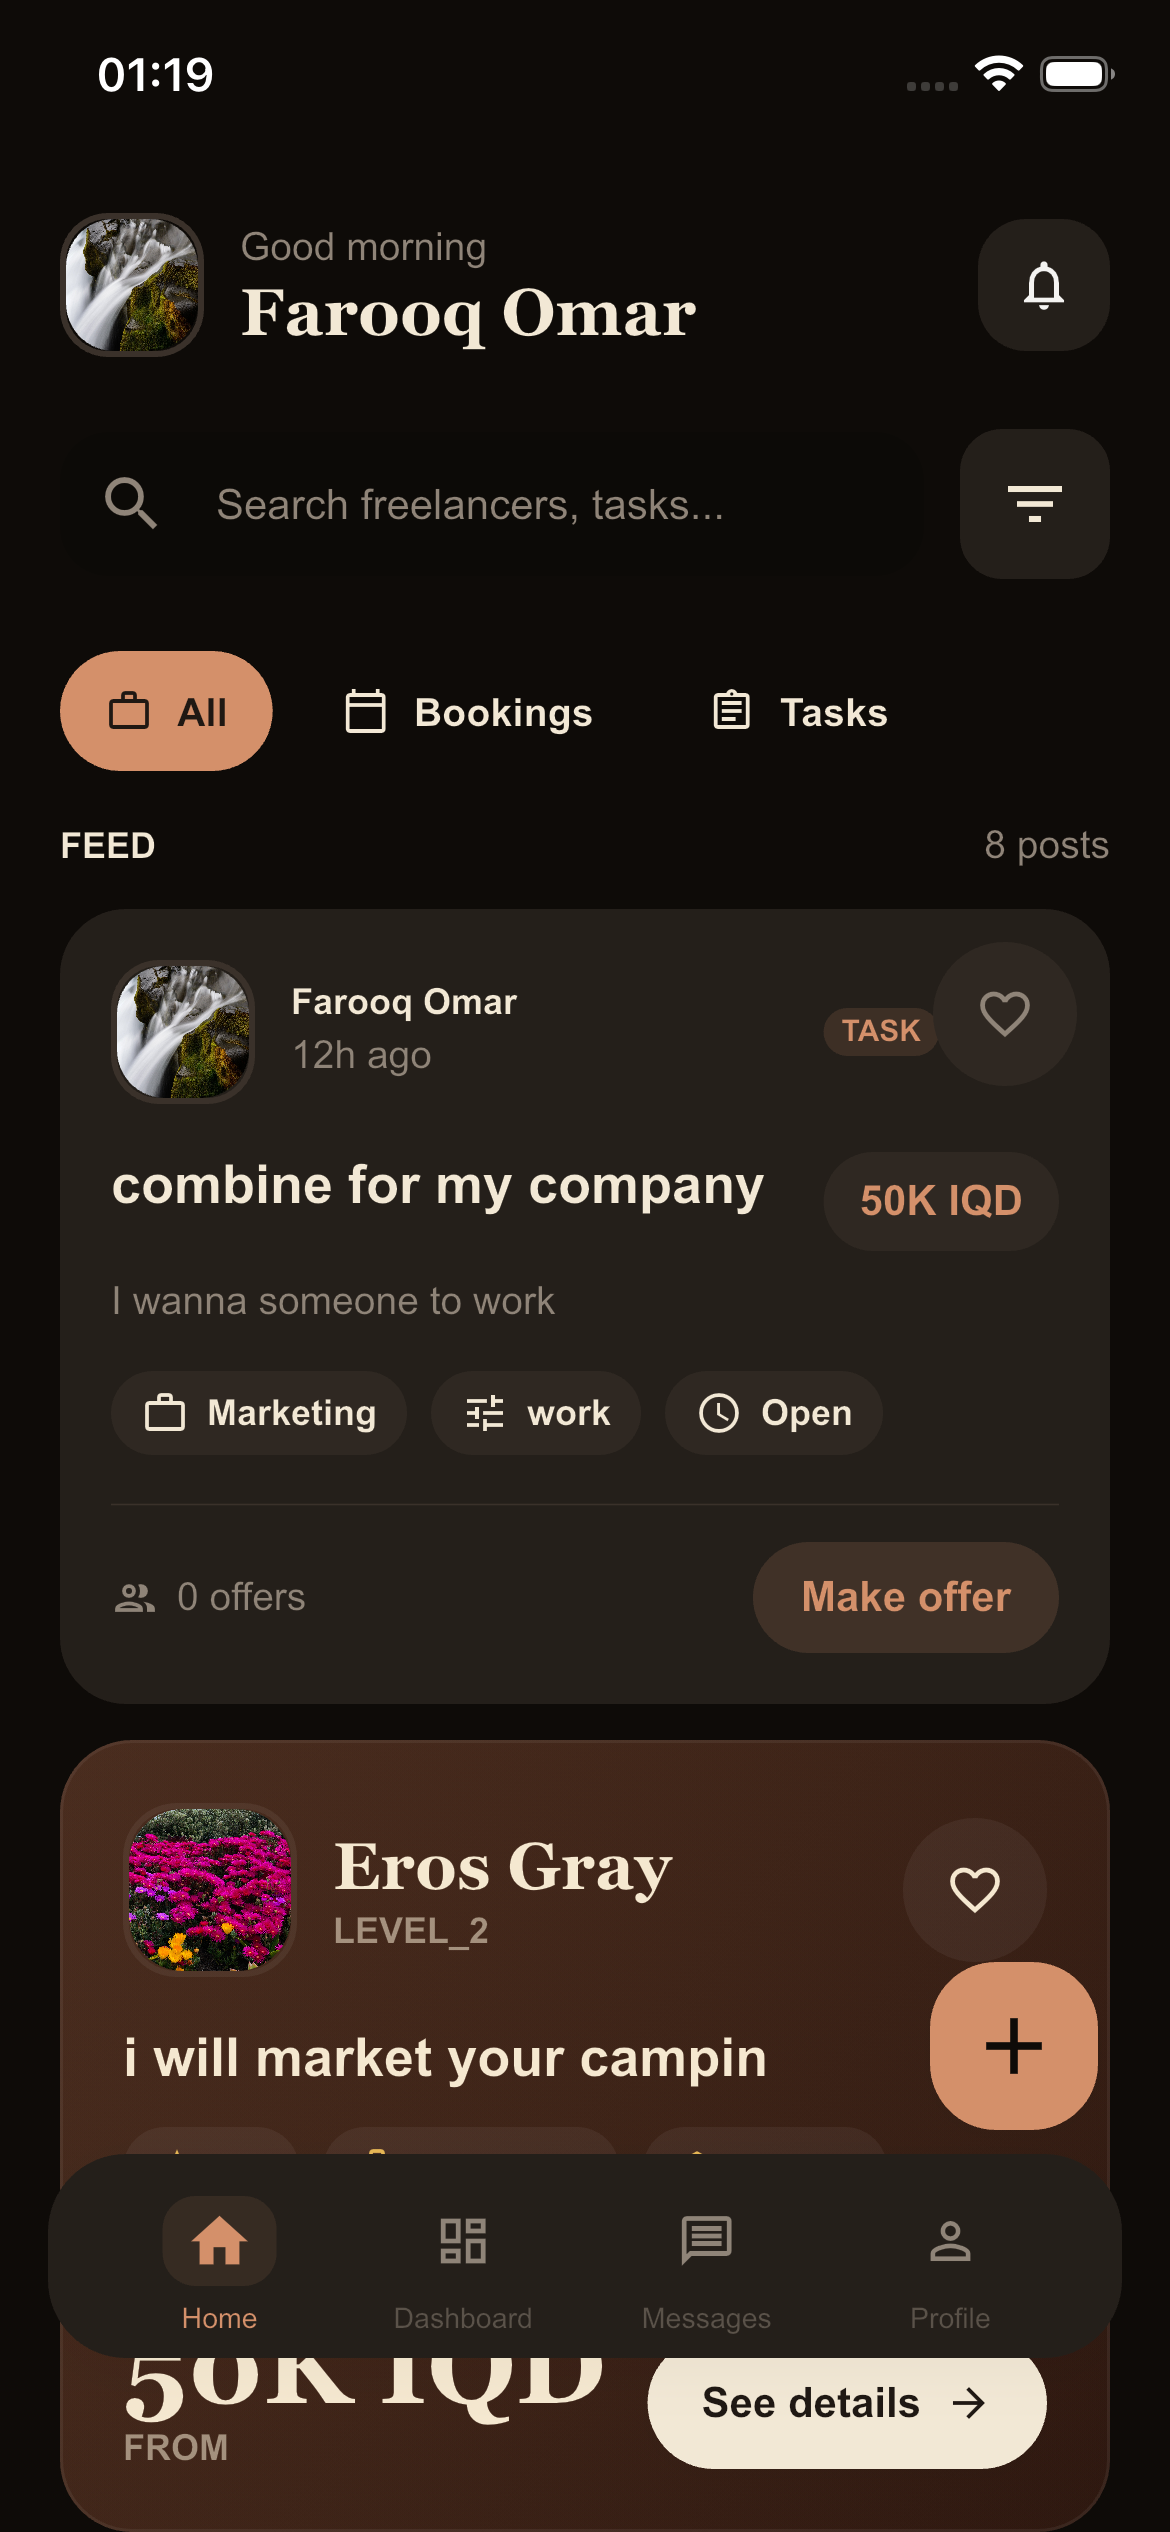 01:19
Good morning
Farooq Omar
Search freelancers, tasks...
All
Bookings
Tasks
FEED
8 posts
Farooq Omar
12h ago
TASK
combine for my company
50K IQD
I wanna someone to work
Marketing
work
Open
0 offers
Make offer
Eros Gray
LEVEL_2
i will market your campin
Home
Dashboard
Messages
Profile
50K IQD
See details
FROM